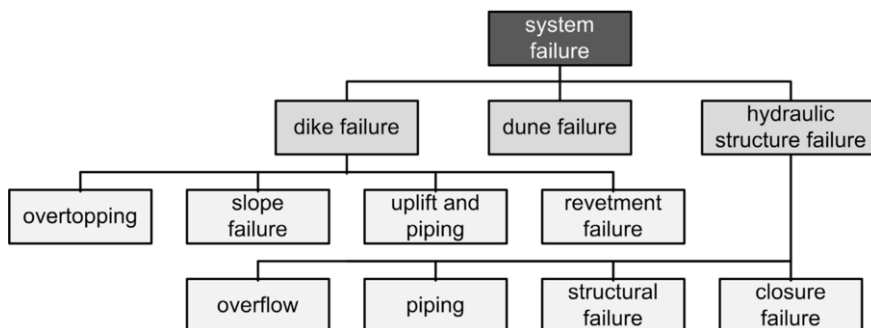 system
failure
dike failure
dune failure
hydraulic
structure failure
overtopping
slope
failure
uplift and
piping
revetment
failure
overflow
piping
structural
failure
closure
failure